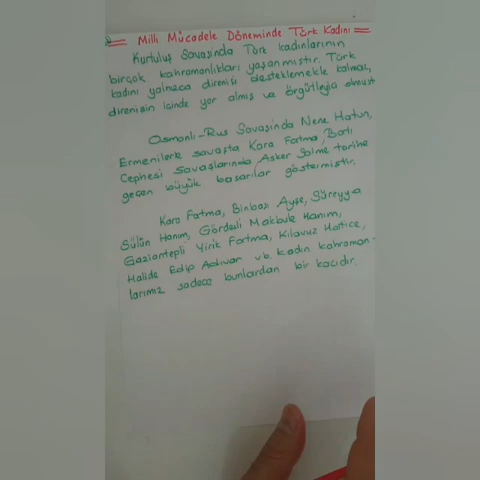 Milli Mücadele Döneminde Türk Kadını
Kurtuluş Savaşında Türk kadınlarının
birçok kahramanlıkları yaşanmıştır. Türk
kadını yalnızca direnişi desteklemekle kalmaz,
direnişin içinde yer almış ve örgütleyici olmuştur
Osmanlı-Rus Savaşında Nene Hatun,
Ermenilerle savaşta Kara Fatma, Batı
Cephesi Savaşlarında Asker Saime tarihe
geçen büyük başarılar göstermiştir.
Kara Fatma, Binbaşı Ayşe, Süreyya
Sülün Hanım, Gördesli Makbule Hanım,
Gaziantepli Yirik Fatma, Kılavuz Hatice,
Halide Edip Adıvar vb. kadın kahraman-
larımız sadece bunlardan bir kaçıdır.